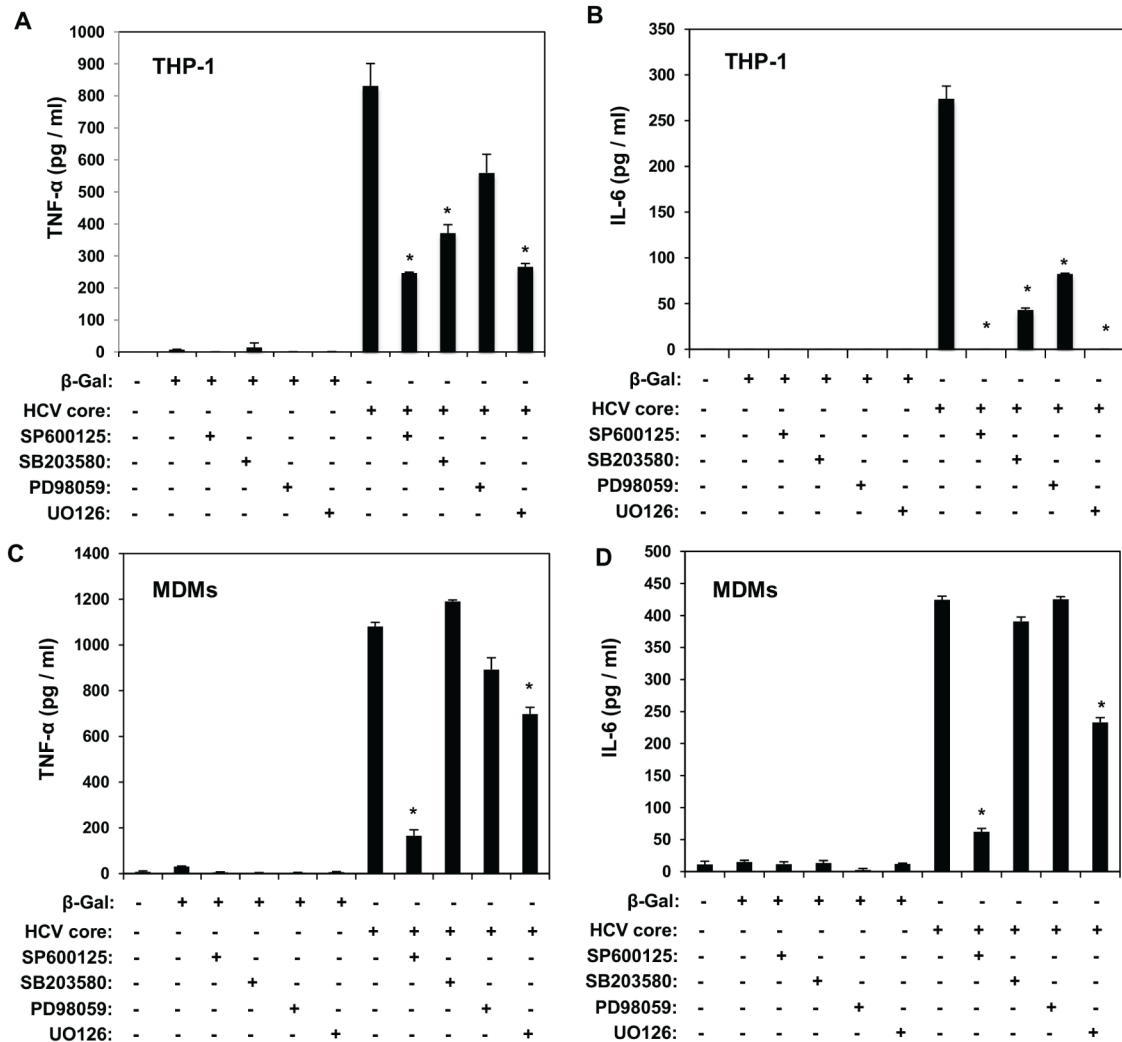 A
THP-1
TNF-α (pg / ml)
1000
900
800
700
600
500
400
300
200
100
0
β-Gal: - + + + + + - - - - -
HCV core: - - - - - - + + + + +
SP600125: - - + - - - - + - - -
SB203580: - - - + - - - - + - -
PD98059: - - - - + - - - - + -
UO126: - - - - - + - - - - +
* * *
B
THP-1
IL-6 (pg / ml)
350
300
250
200
150
100
50
0
* * * *
β-Gal: - + + + + + - - - - -
HCV core: - - - - - - + + + + +
SP600125: - - + - - - - + - - -
SB203580: - - - + - - - - + - -
PD98059: - - - - + - - - - + -
UO126: - - - - - + - - - - +
C
MDMs
TNF-α (pg / ml)
1400
1200
1000
800
600
400
200
0
* *
β-Gal: - + + + + + - - - - -
HCV core: - - - - - - + + + + +
SP600125: - - + - - - - + - - -
SB203580: - - - + - - - - + - -
PD98059: - - - - + - - - - + -
UO126: - - - - - + - - - - +
D
MDMs
IL-6 (pg / ml)
500
450
400
350
300
250
200
150
100
50
0
* *
β-Gal: - + + + + + - - - - -
HCV core: - - - - - - + + + + +
SP600125: - - + - - - - + - - -
SB203580: - - - + - - - - + - -
PD98059: - - - - + - - - - + -
UO126: - - - - - + - - - - +